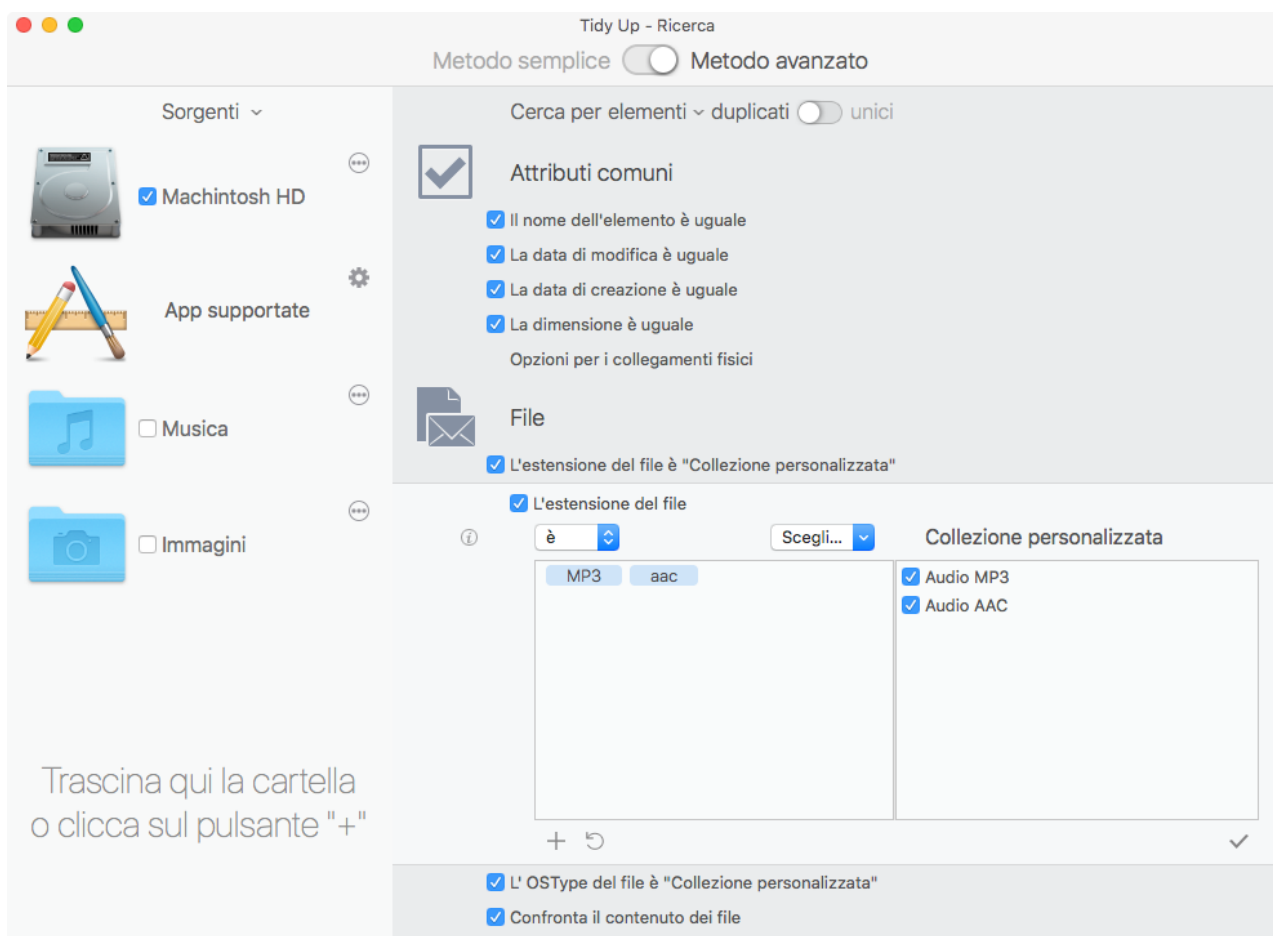 Tidy Up - Ricerca
Metodo semplice Metodo avanzato
Sorgenti
Machintosh HD
App supportate
Musica
Immagini
Trascina qui la cartella
o clicca sul pulsante "+"
Cerca per elementi duplicati unici
Attributi comuni
Il nome dell'elemento è uguale
La data di modifica è uguale
La data di creazione è uguale
La dimensione è uguale
Opzioni per i collegamenti fisici
File
L'estensione del file è "Collezione personalizzata"
L'estensione del file
è Scegli... Collezione personalizzata
MP3 aac
Audio MP3
Audio AAC
L' OSType del file è "Collezione personalizzata"
Confronta il contenuto dei file